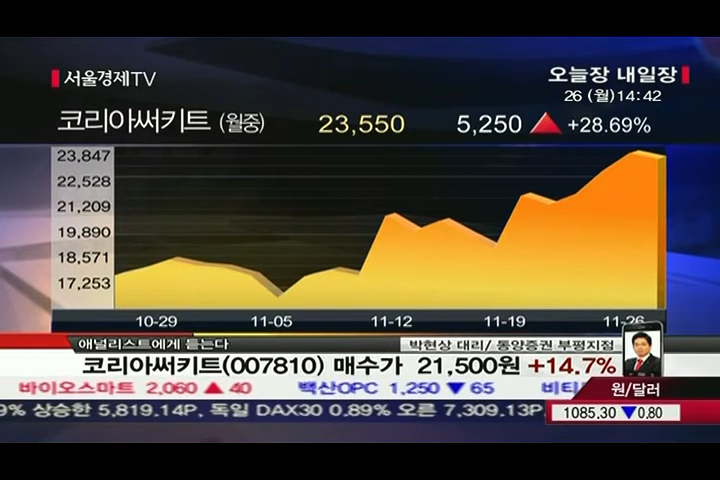 서울경제TV
오늘장 내일장
26 (월)14:42
코리아써키트 (월중) 23,550 5,250 ▲ +28.69%
23,847
22,528
21,209
19,890
18,571
17,253
10-29 11-05 11-12 11-19 11-26
애널리스트에게 듣는다
박현상 대리/ 동양증권 부평지점
코리아써키트(007810) 매수가 21,500원 +14.7%
바이오스마트 2,060 ▲ 40 백산OPC 1,250 ▼ 65 비티
원/달러
9% 상승한 5,819.14P, 독일 DAX30 0.89% 오른 7,309.13P
1085.30 ▼0.80